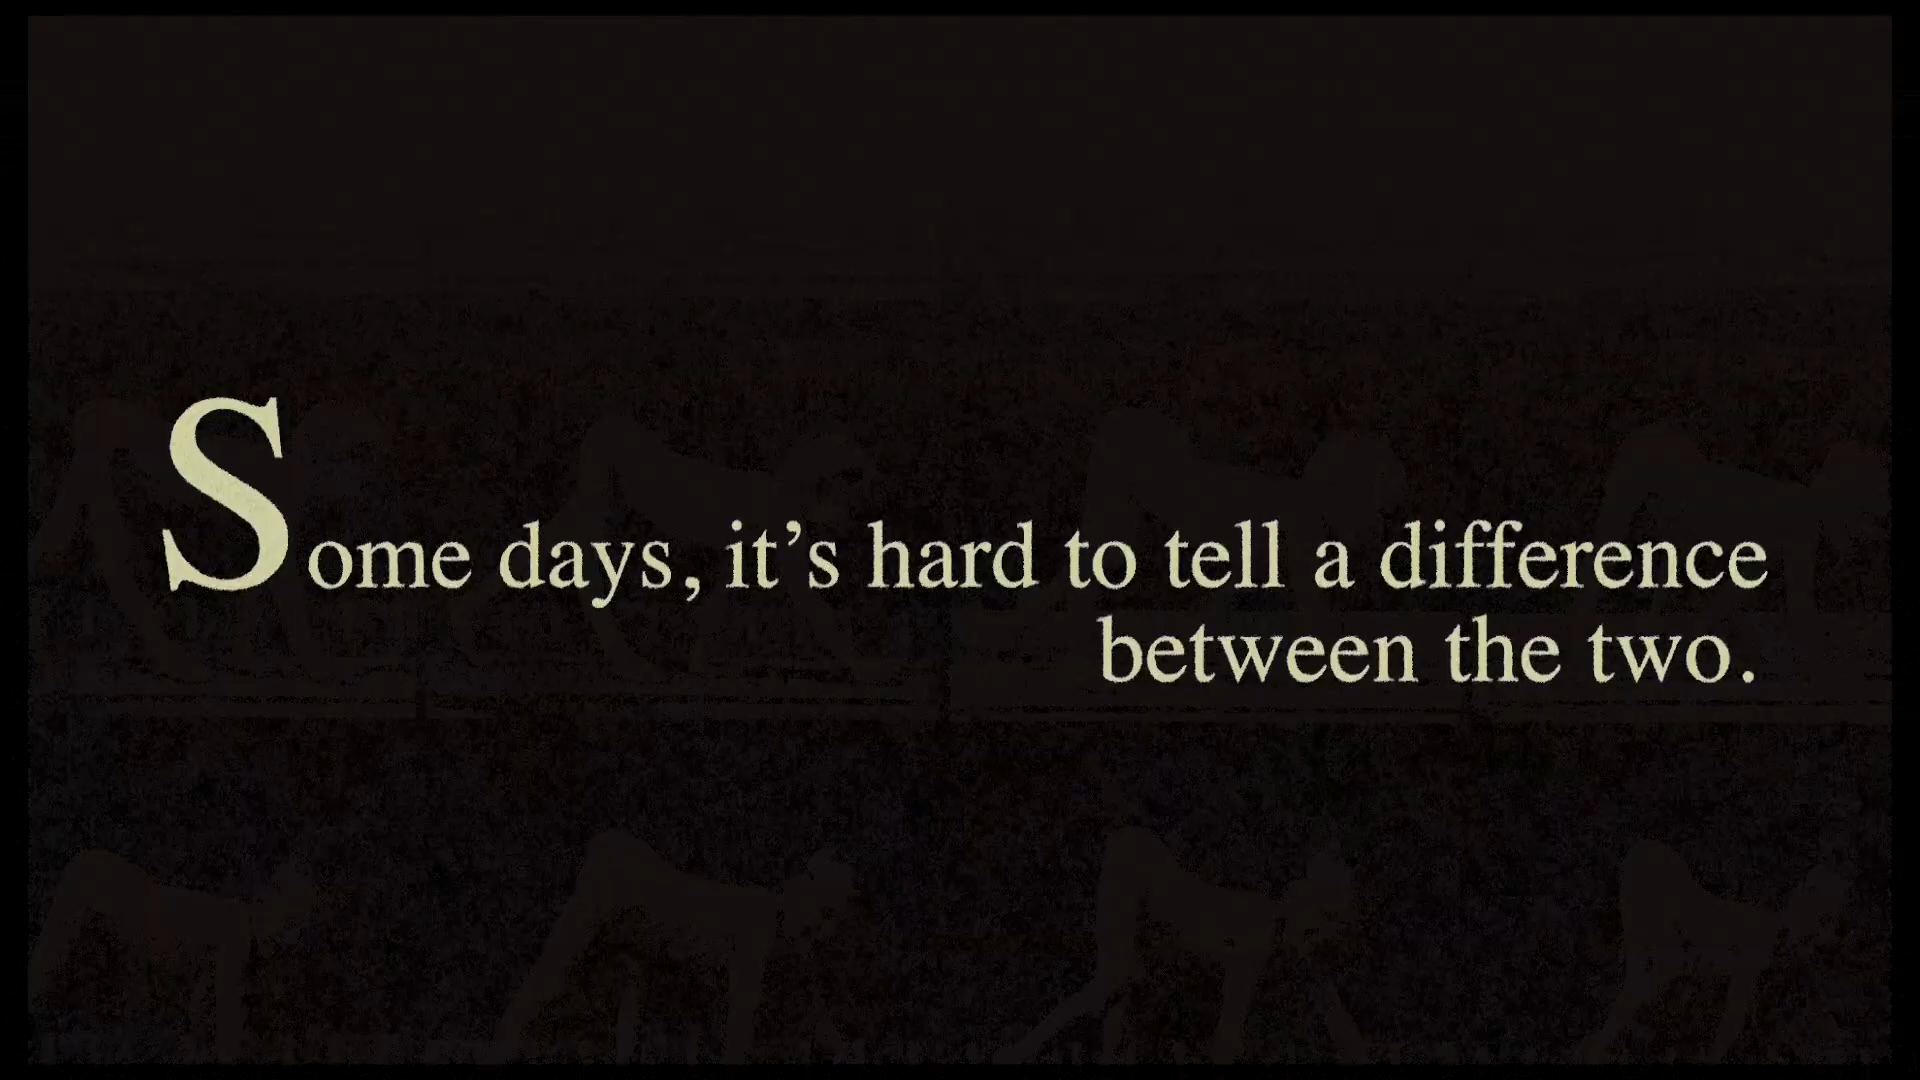 Some days, it’s hard to tell a difference
between the two.